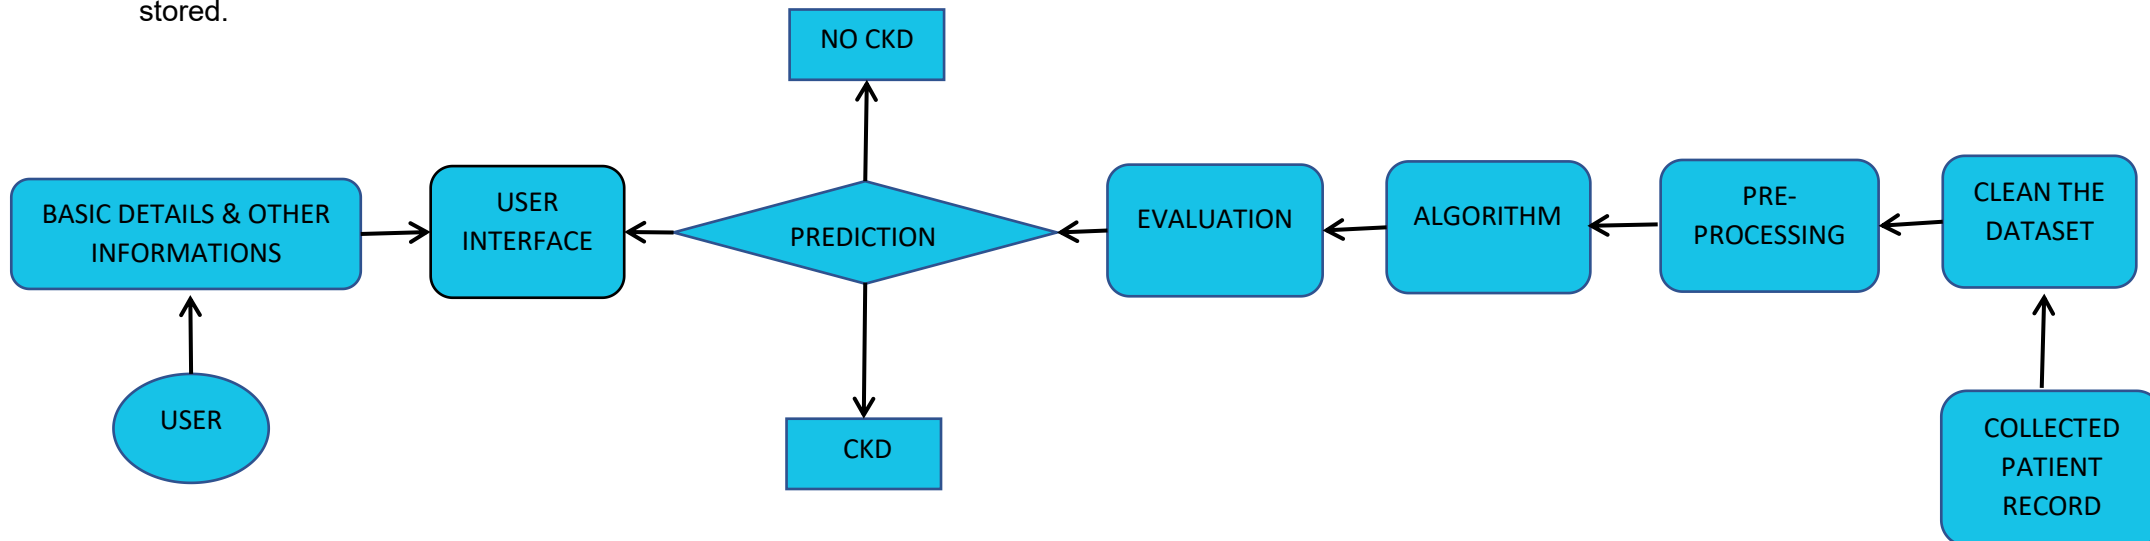 stored.
NO CKD
BASIC DETAILS & OTHER
INFORMATIONS
USER
INTERFACE
PREDICTION
EVALUATION
ALGORITHM
PRE-
PROCESSING
CLEAN THE
DATASET
USER
CKD
COLLECTED
PATIENT
RECORD